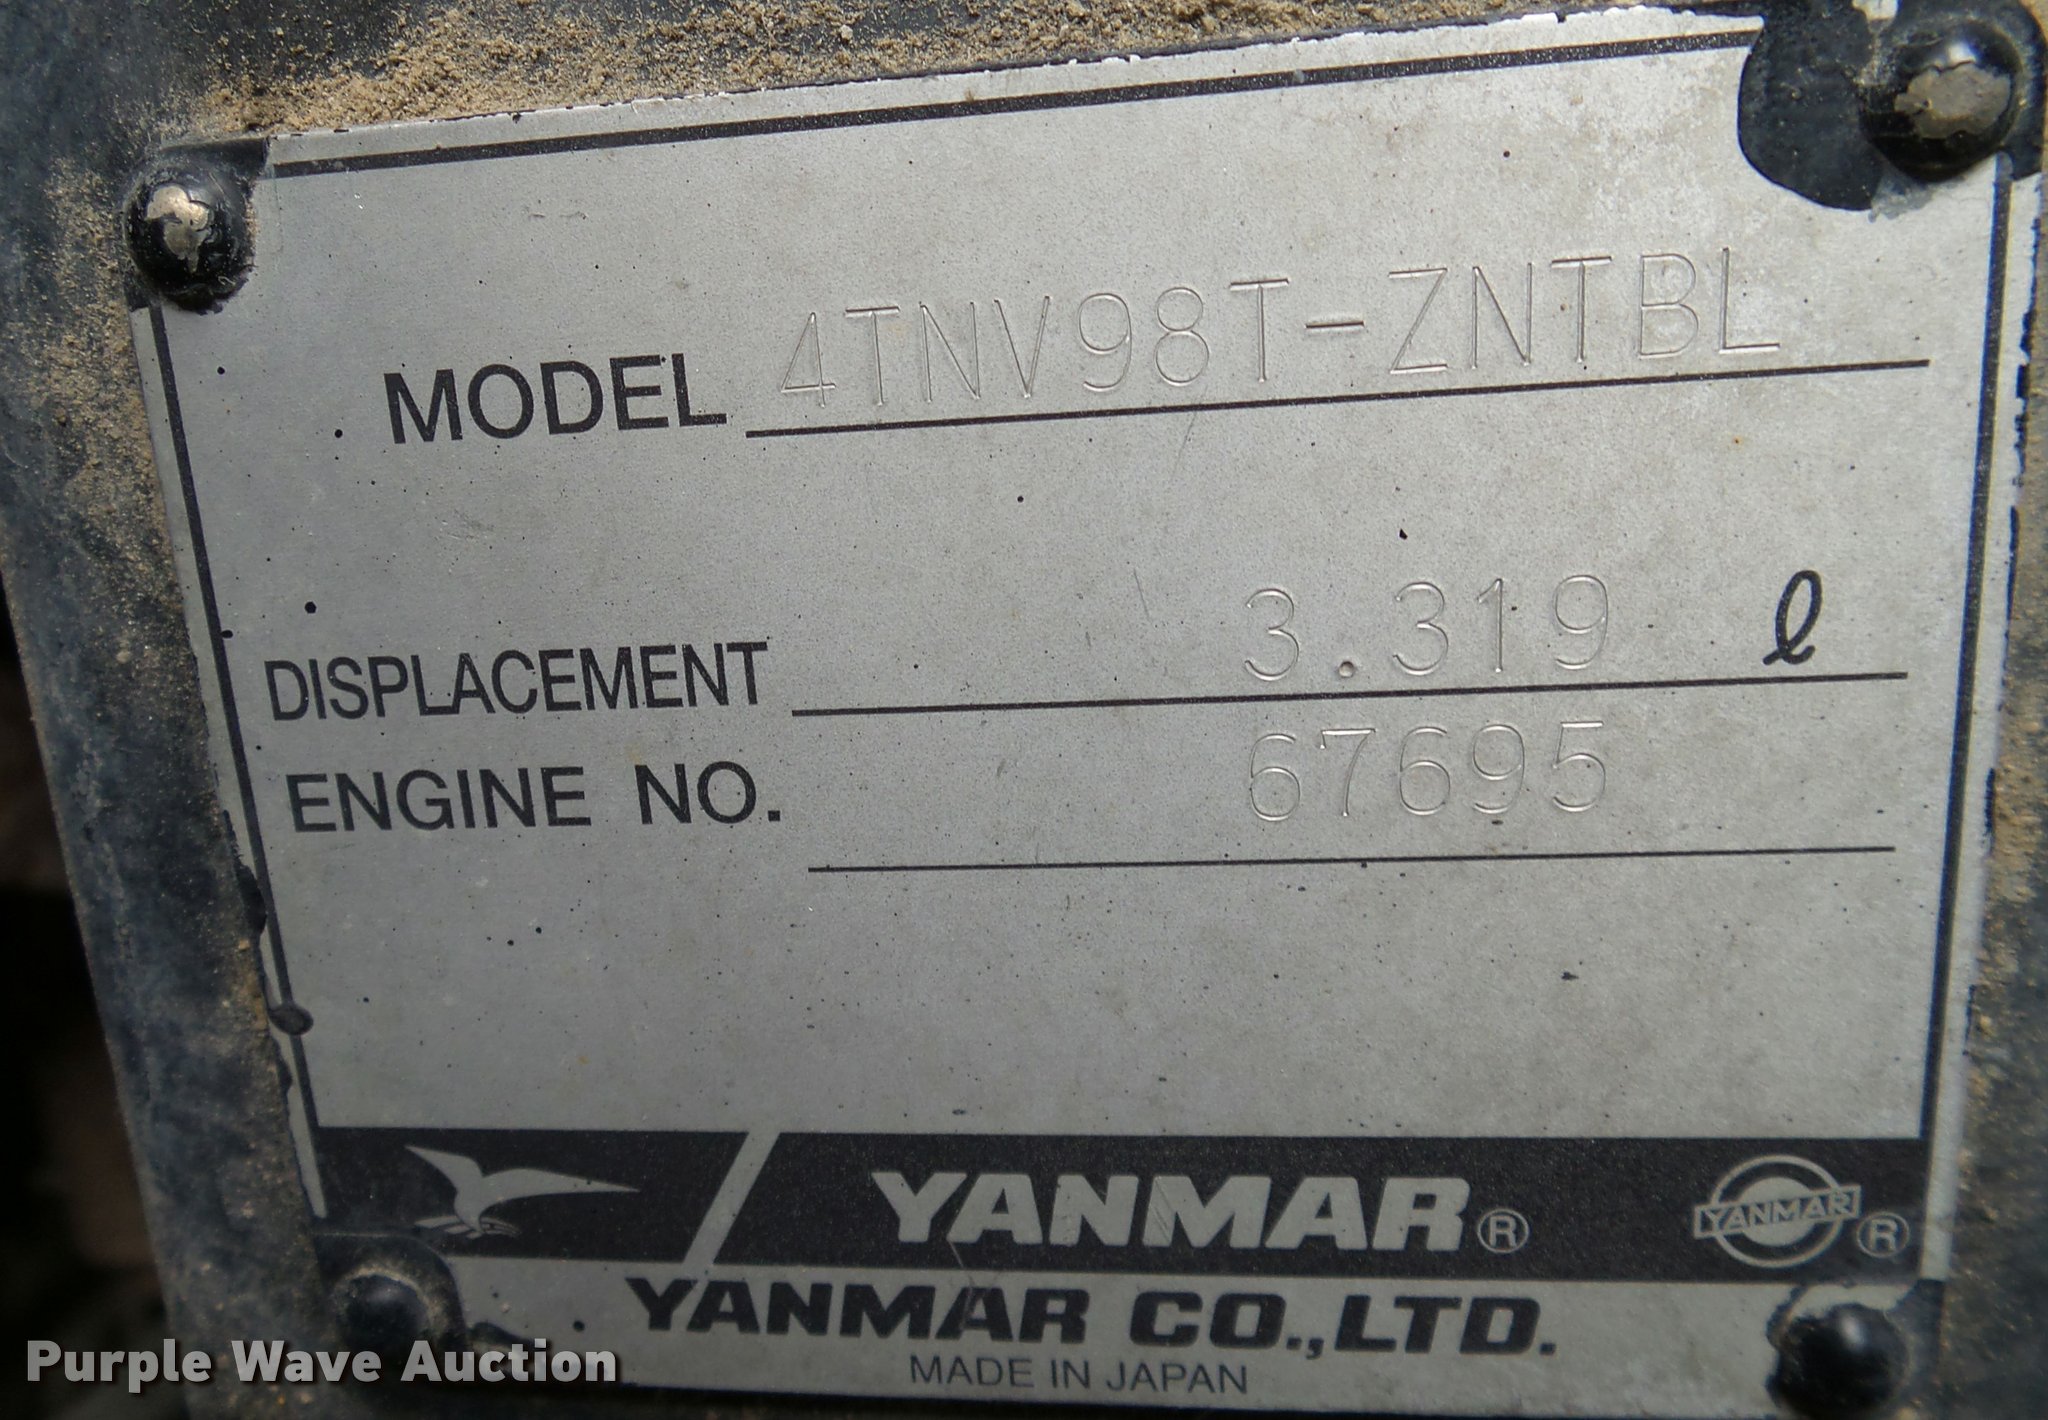 MODEL 4TNV98T-ZNTBL
DISPLACEMENT 3.319 ℓ
ENGINE NO. 67695
YANMAR® YANMAR ®
YANMAR CO.,LTD.
MADE IN JAPAN
Purple Wave Auction